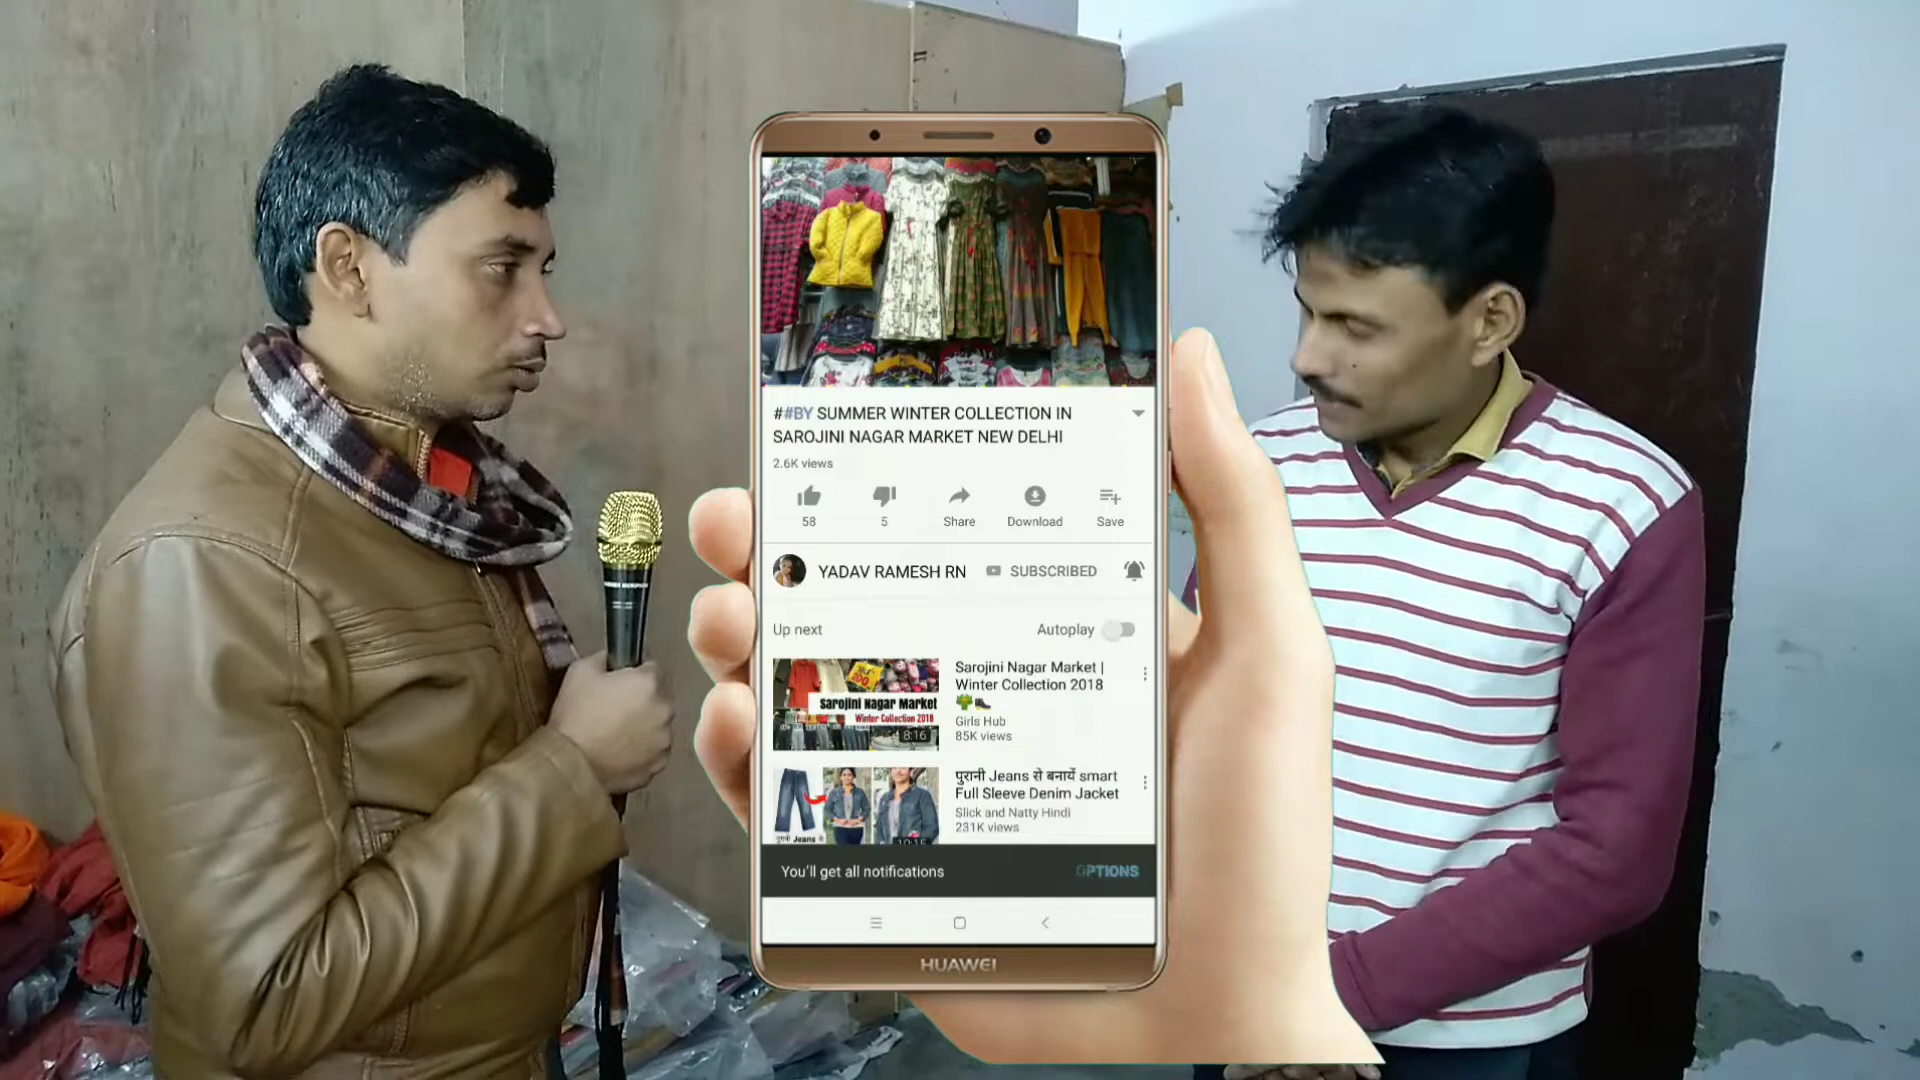 ##BY SUMMER WINTER COLLECTION IN
SAROJINI NAGAR MARKET NEW DELHI
2.6K views
58
5
Share
Download
Save
YADAV RAMESH RN
SUBSCRIBED
Up next
Autoplay
Sarojini Nagar Market
Winter Collection 2018
8:16
Sarojini Nagar Market |
Winter Collection 2018
Girls Hub
85K views
पुरानी Jeans से
10:15
पुरानी Jeans से बनायें smart
Full Sleeve Denim Jacket
Slick and Natty Hindi
231K views
You'll get all notifications
OPTIONS
HUAWEI